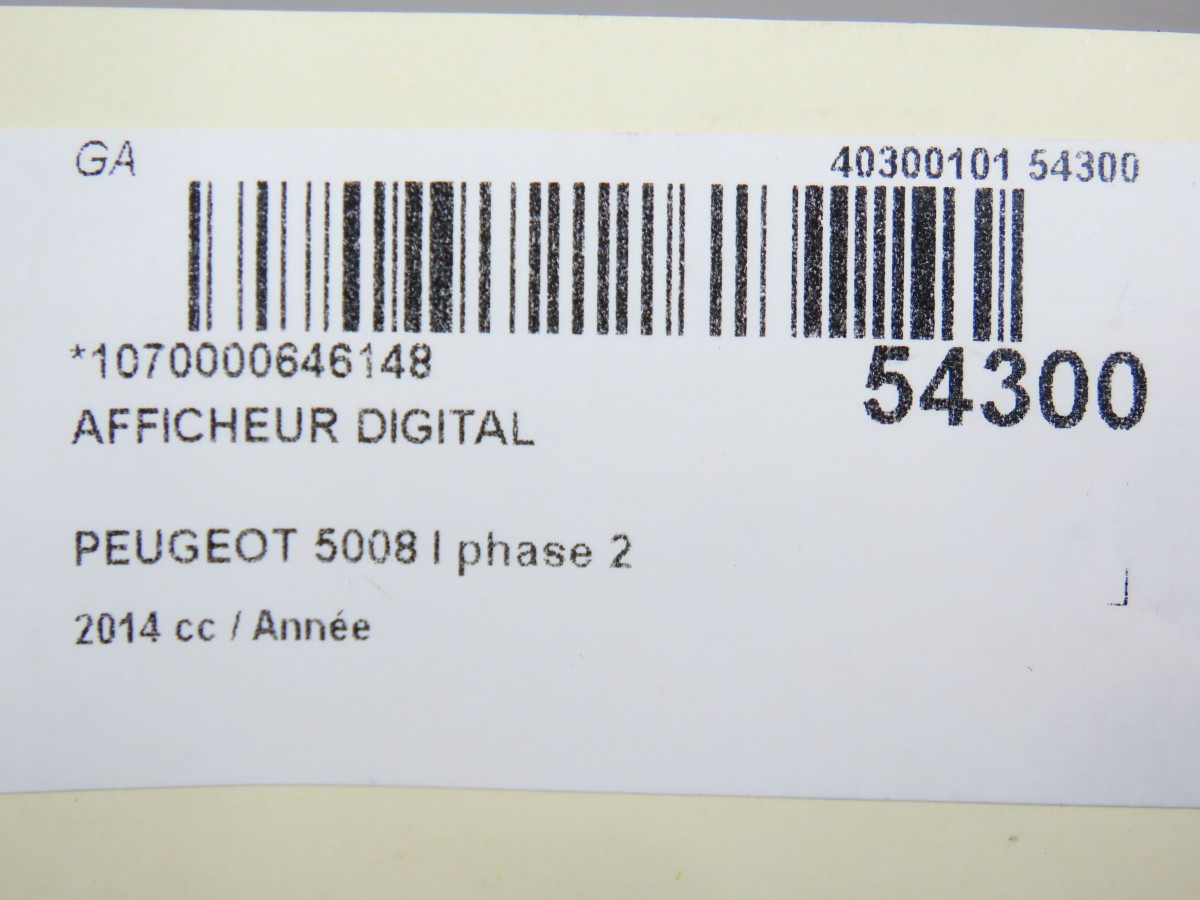 GA 40300101 54300
*1070000646148 54300
AFFICHEUR DIGITAL
PEUGEOT 5008 I phase 2
2014 cc / Année